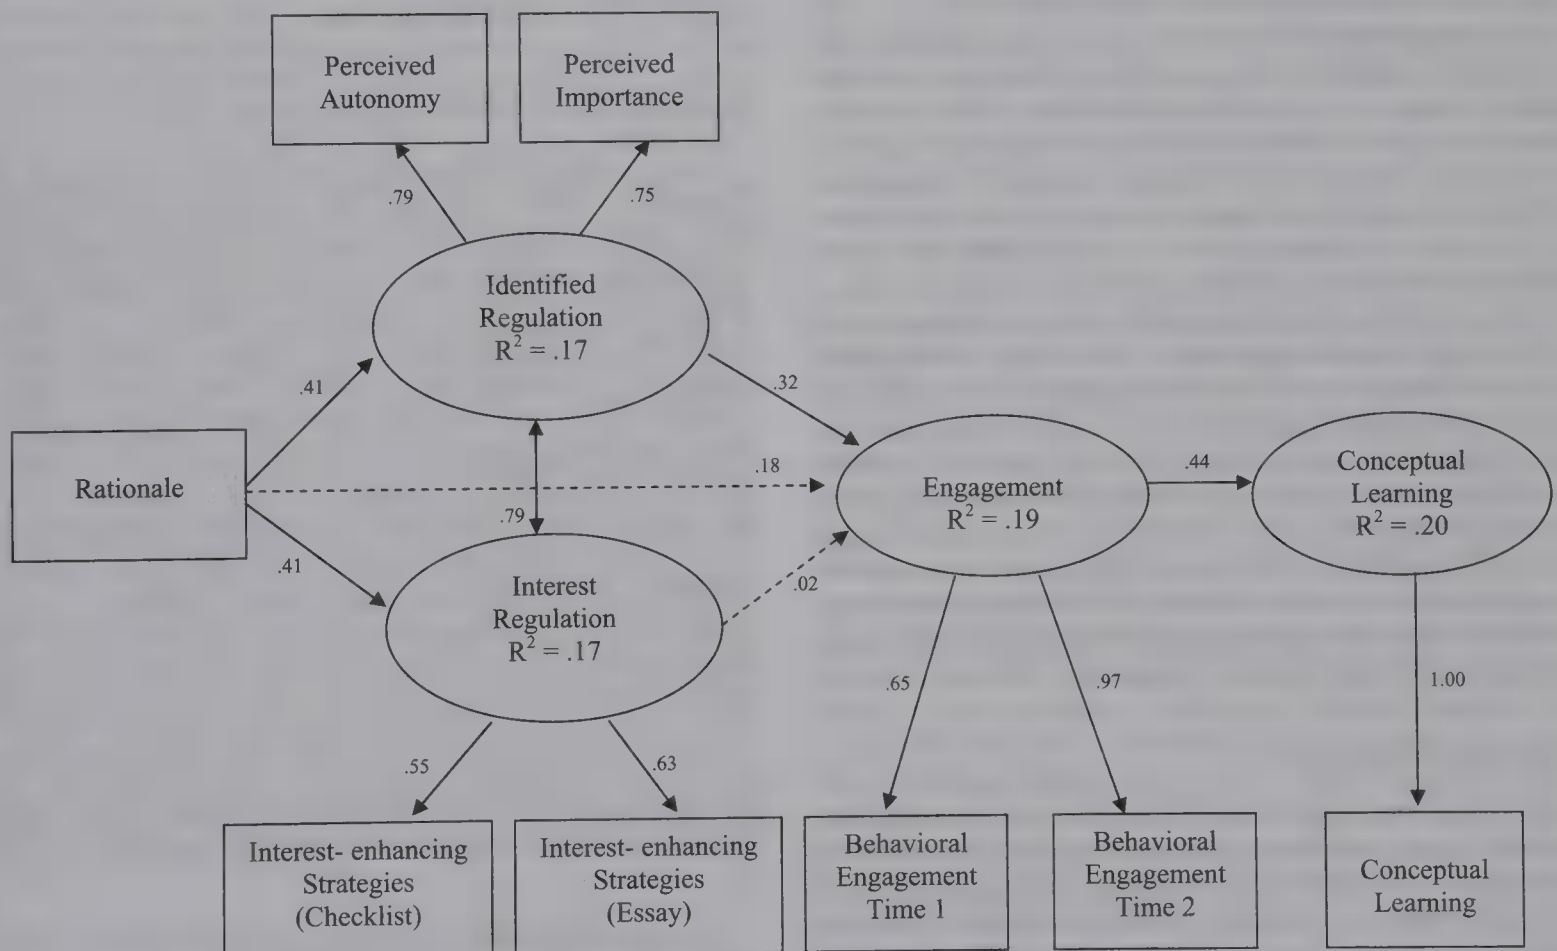 Perceived
Autonomy
Perceived
Importance
.79
.75
Identified
Regulation
R² = .17
.41
.32
Rationale
.18
.79
Engagement
R² = .19
.44
Conceptual
Learning
R² = .20
.41
Interest
Regulation
R² = .17
.02
.55
.63
.65
.97
1.00
Interest- enhancing
Strategies
(Checklist)
Interest- enhancing
Strategies
(Essay)
Behavioral
Engagement
Time 1
Behavioral
Engagement
Time 2
Conceptual
Learning